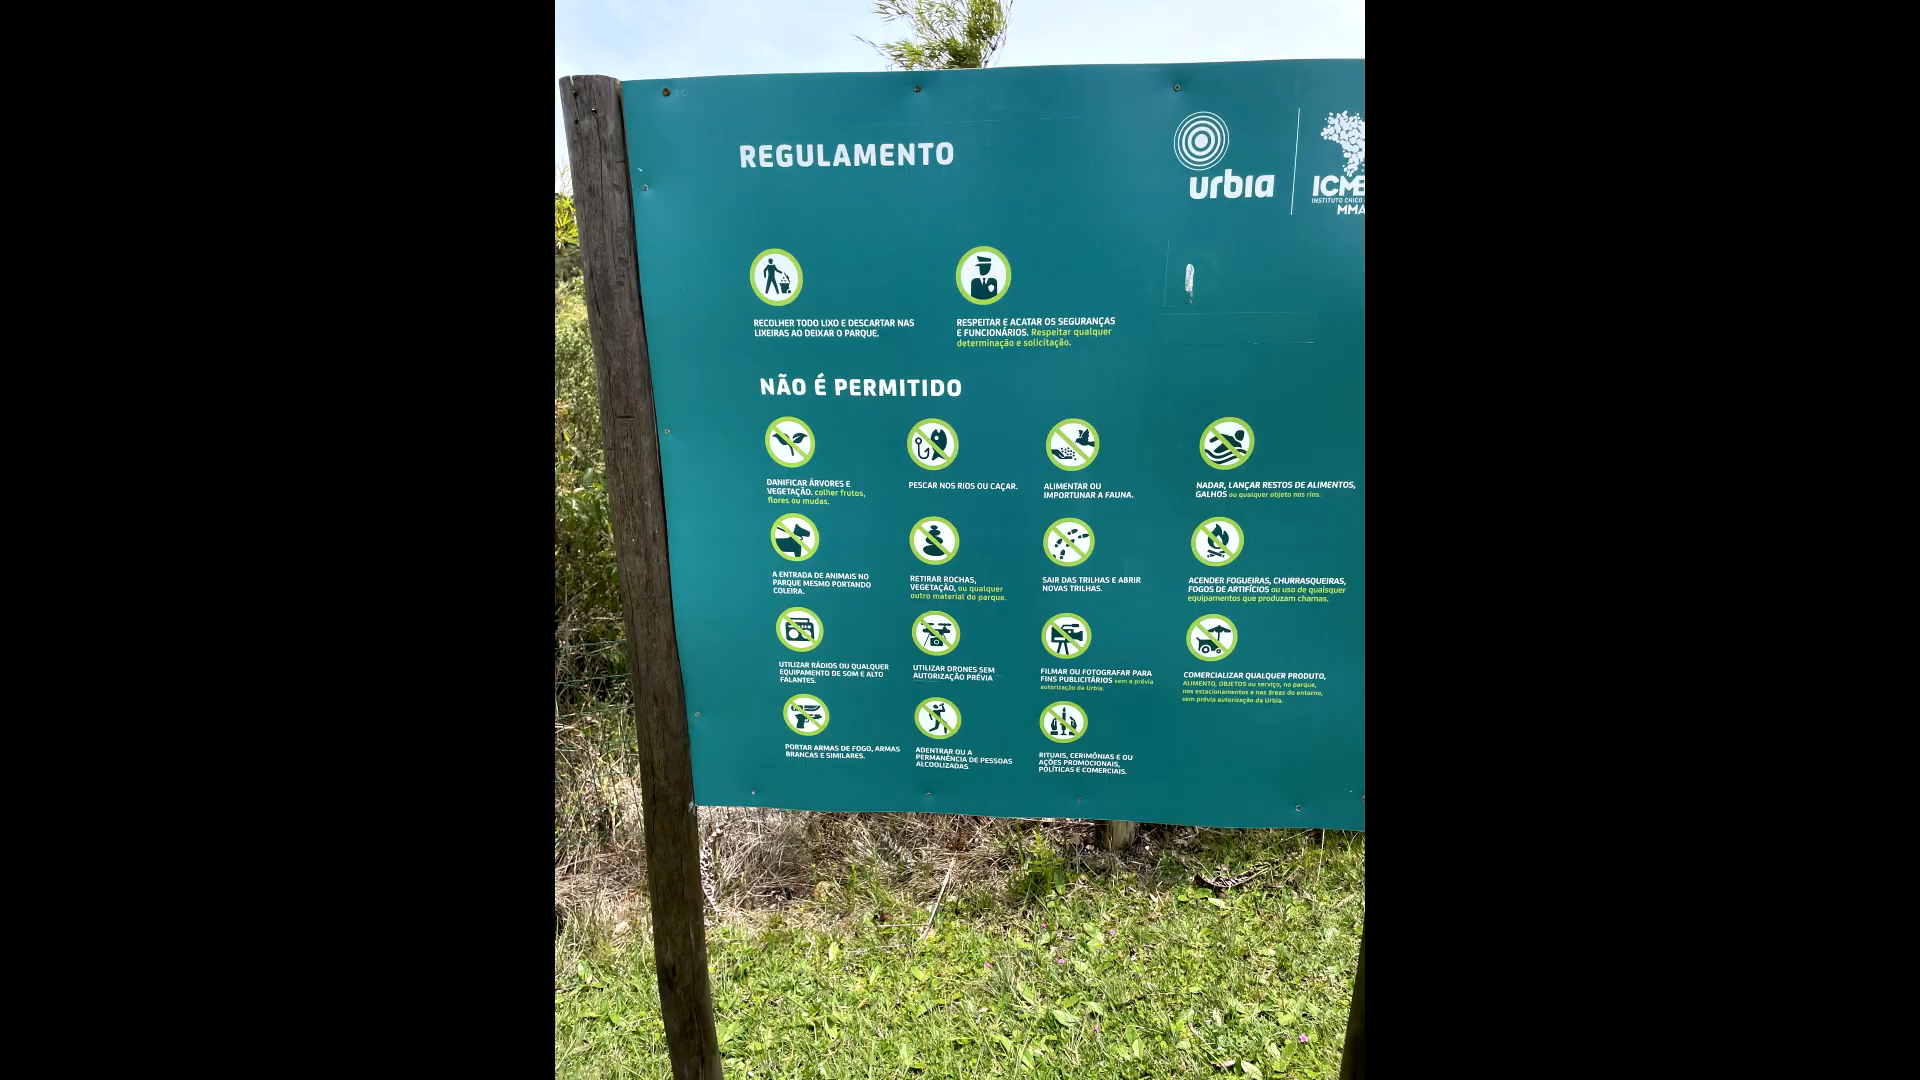 REGULAMENTO
urbia
INSTITUTO CHICO
RECOLHER TODO LIXO E DESCARTAR NAS
LIXEIRAS AO DEIXAR O PARQUE.
RESPEITAR E ACATAR OS SEGURANÇAS
E FUNCIONÁRIOS. Respeitar qualquer
determinação e solicitação.
NÃO É PERMITIDO
DANIFICAR ÁRVORES E
VEGETAÇÃO. colher frutos,
flores ou mudas.
PESCAR NOS RIOS OU CAÇAR.
ALIMENTAR OU
IMPORTUNAR A FAUNA.
NADAR, LANÇAR RESTOS DE ALIMENTOS,
GALHOS ou qualquer objeto nos rios.
A ENTRADA DE ANIMAIS NO
PARQUE MESMO PORTANDO
COLEIRA.
RETIRAR ROCHAS,
VEGETAÇÃO, ou qualquer
outro material do parque.
SAIR DAS TRILHAS E ABRIR
NOVAS TRILHAS.
ACENDER FOGUEIRAS, CHURRASQUEIRAS,
FOGOS DE ARTIFÍCIOS ou uso de quaisquer
equipamentos que produzam chamas.
UTILIZAR RÁDIOS OU QUALQUER
EQUIPAMENTO DE SOM E ALTO
FALANTES.
UTILIZAR DRONES SEM
AUTORIZAÇÃO PRÉVIA
FILMAR OU FOTOGRAFAR PARA
FINS PUBLICITÁRIOS sem a prévia
autorização da Urbia.
COMERCIALIZAR QUALQUER PRODUTO,
ALIMENTO, OBJETOS ou serviço, no parque,
nos estacionamentos e nas áreas do entorno,
sem prévia autorização da Urbia.
PORTAR ARMAS DE FOGO, ARMAS
BRANCAS E SIMILARES.
ADENTRAR OU A
PERMANÊNCIA DE PESSOAS
ALCOOLIZADAS
RITUAIS, CERIMÔNIAS E OU
AÇÕES PROMOCIONAIS,
POLÍTICAS E COMERCIAIS.